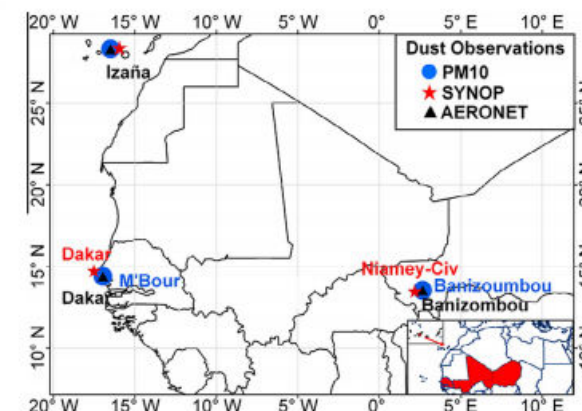 20° W 15° W 10° W 5° W 0° 5° E 10° E
Dust Observations
PM10
SYNOP
AERONET
Izaña
25° N
20° N
15° N
10° N
Dakar
M'Bour
Dakar
Niamey-Civ
Banizoumbou
Banizombou
20° W 15° W 10° W 5° W 0° 5° E 10° E